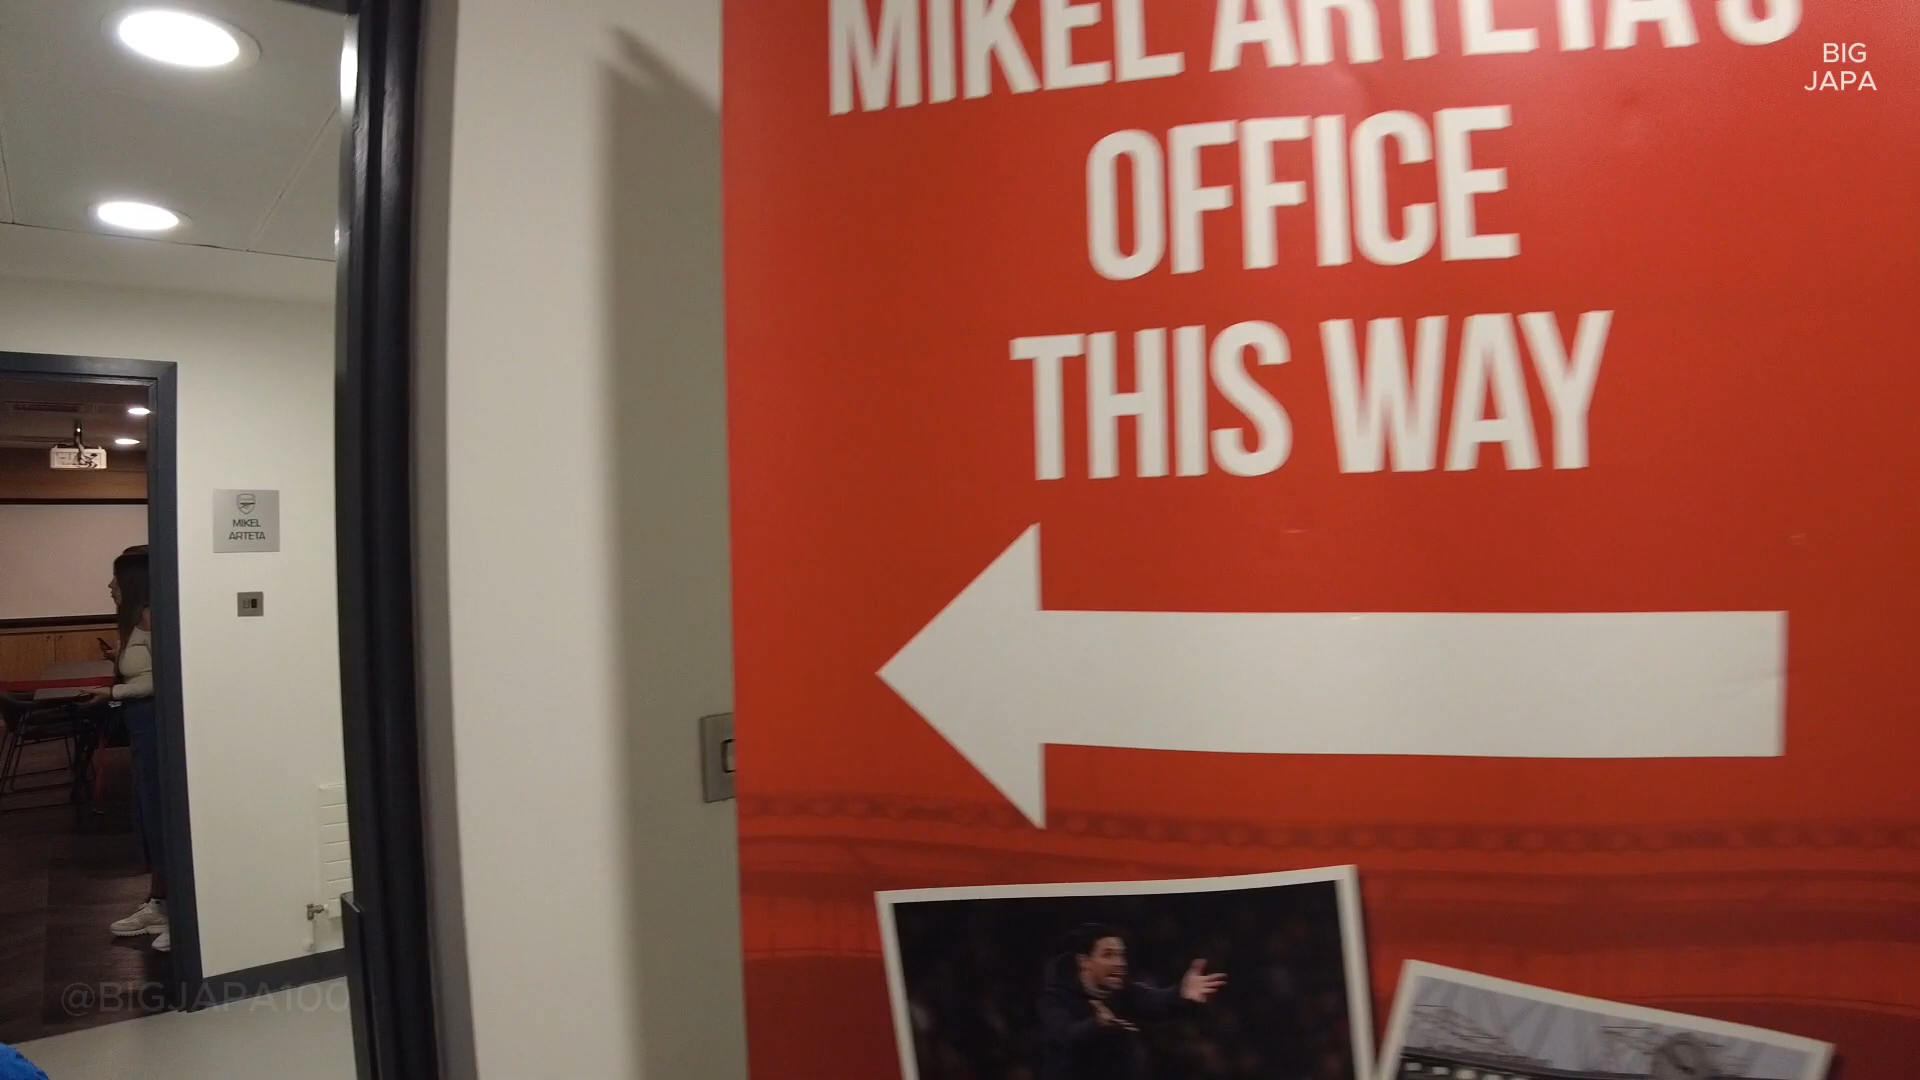 MIKEL ARTETA'S
OFFICE
THIS WAY
BIG
JAPA
MIKEL
ARTETA
@BIGJAPA100